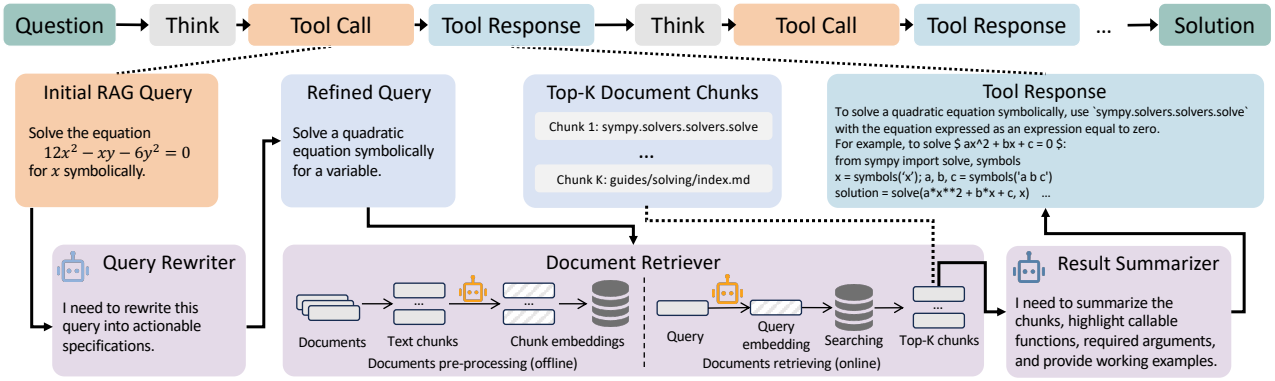 Question
Think
Tool Call
Tool Response
Think
Tool Call
Tool Response
...
Solution
Initial RAG Query
Solve the equation
12x² − xy − 6y² = 0
for x symbolically.
Refined Query
Solve a quadratic
equation symbolically
for a variable.
Top-K Document Chunks
Chunk 1: sympy.solvers.solvers.solve
...
Chunk K: guides/solving/index.md
Tool Response
To solve a quadratic equation symbolically, use `sympy.solvers.solvers.solve`
with the equation expressed as an expression equal to zero.
For example, to solve $ ax^2 + bx + c = 0 $:
from sympy import solve, symbols
x = symbols(‘x’); a, b, c = symbols('a b c')
solution = solve(a*x**2 + b*x + c, x) ...
Query Rewriter
I need to rewrite this
query into actionable
specifications.
Document Retriever
Documents
...
Text chunks
...
Chunk embeddings
Documents pre-processing (offline)
Query
Query
embedding
Searching
...
Top-K chunks
Documents retrieving (online)
Result Summarizer
I need to summarize the
chunks, highlight callable
functions, required arguments,
and provide working examples.